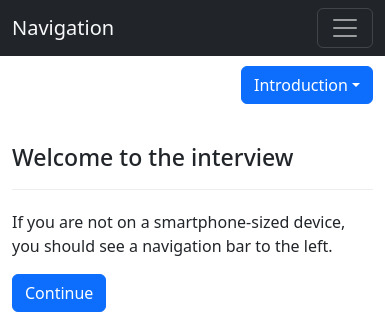 Navigation
Introduction
Welcome to the interview
If you are not on a smartphone-sized device,
you should see a navigation bar to the left.
Continue